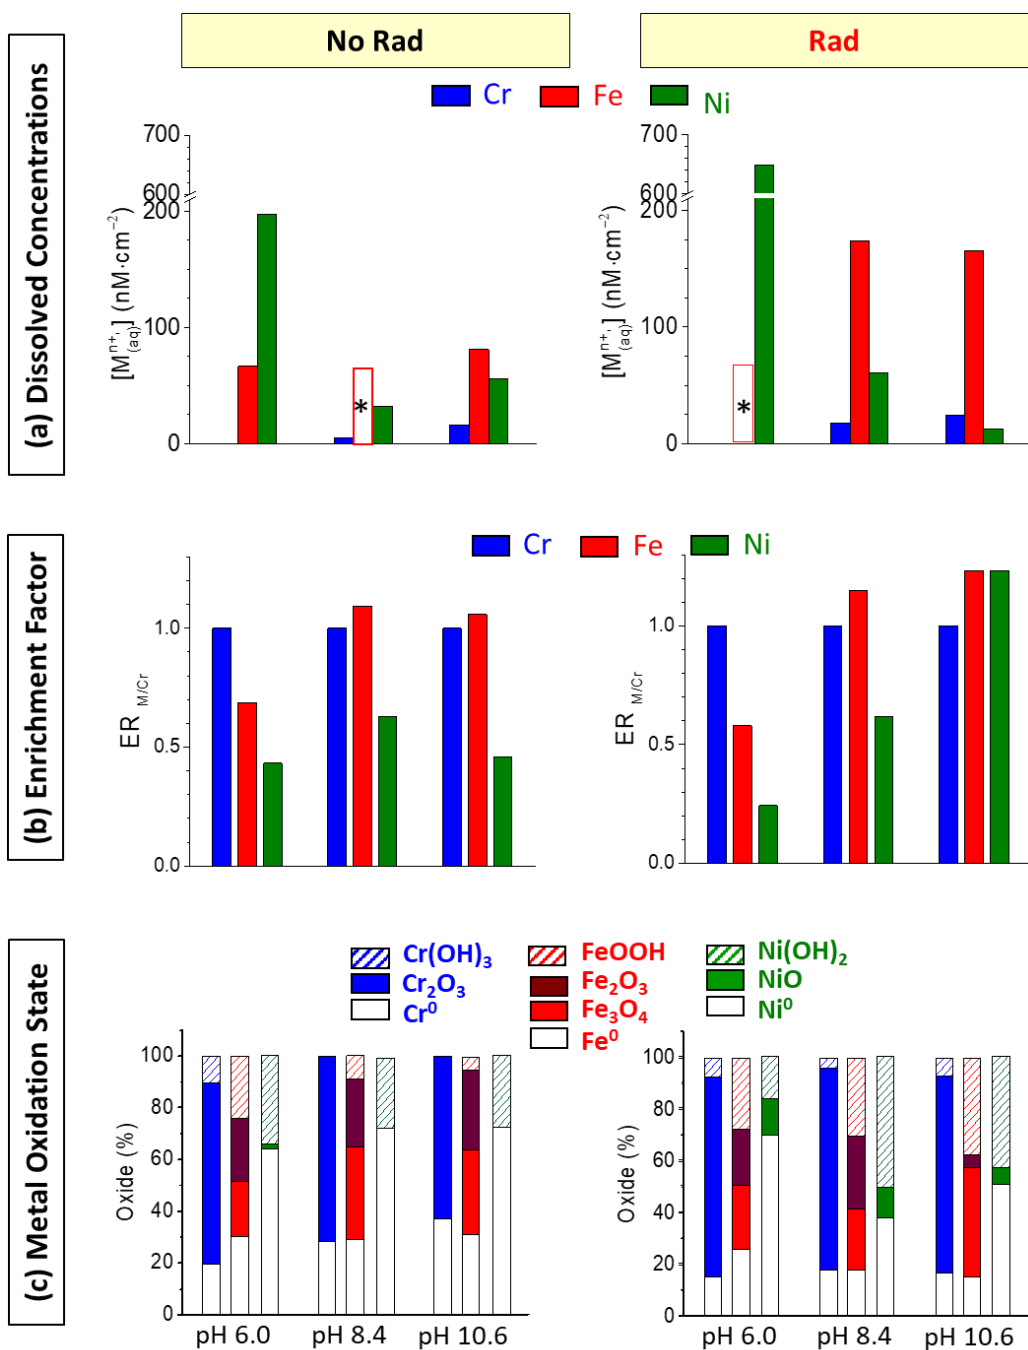 No Rad
Rad
(a) Dissolved Concentrations
Cr Fe Ni
700
600
200
100
0
[M^{n+,}_{(aq)}] (nM·cm⁻²)
700
600
200
100
0
[M^{n+,}_{(aq)}] (nM·cm⁻²)
*
*
(b) Enrichment Factor
Cr Fe Ni
1.0
0.5
0.0
ER M/Cr
1.0
0.5
0.0
ER M/Cr
(c) Metal Oxidation State
Cr(OH)₃ FeOOH Ni(OH)₂
Cr₂O₃ Fe₂O₃ NiO
Cr⁰ Fe₃O₄ Ni⁰
Fe⁰
100
80
60
40
20
0
Oxide (%)
100
80
60
40
20
0
Oxide (%)
pH 6.0 pH 8.4 pH 10.6
pH 6.0 pH 8.4 pH 10.6